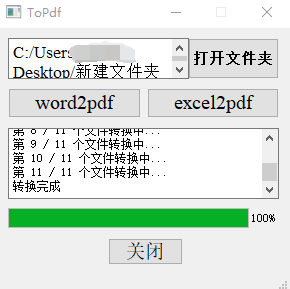 ToPdf
C:/Users
Desktop/新建文件夹
打开文件夹
word2pdf
excel2pdf
第 8 / 11 个文件转换中...
第 9 / 11 个文件转换中...
第 10 / 11 个文件转换中...
第 11 / 11 个文件转换中...
转换完成
100%
关闭